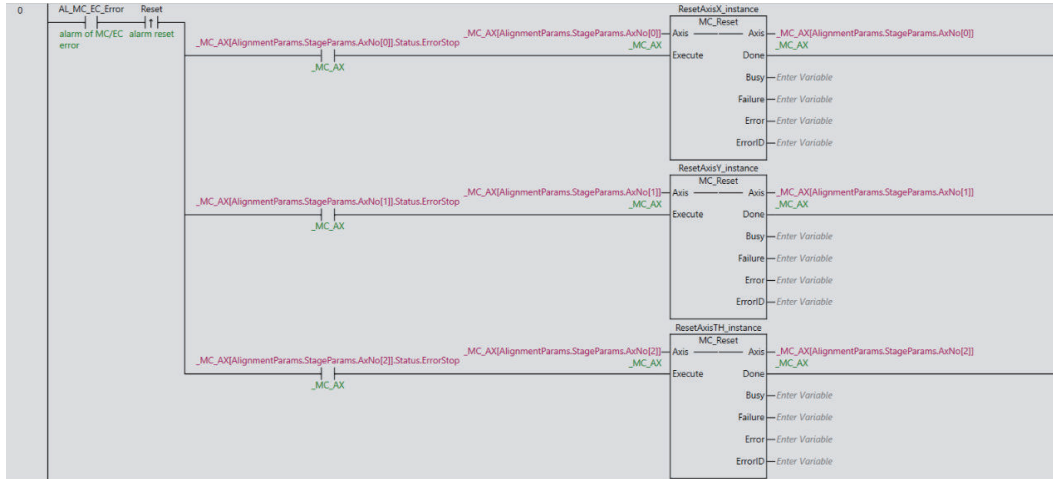 0
AL_MC_EC_Error Reset
alarm of MC/EC alarm reset
error
ResetAxisX_instance
MC_Reset
_MC_AX[AlignmentParams.StageParams.AxNo[0]].Status.ErrorStop
_MC_AX
_MC_AX[AlignmentParams.StageParams.AxNo[0]] Axis Axis _MC_AX[AlignmentParams.StageParams.AxNo[0]]
_MC_AX _MC_AX
Execute Done
Busy Enter Variable
Failure Enter Variable
Error Enter Variable
ErrorID Enter Variable
ResetAxisY_instance
MC_Reset
_MC_AX[AlignmentParams.StageParams.AxNo[1]].Status.ErrorStop
_MC_AX
_MC_AX[AlignmentParams.StageParams.AxNo[1]] Axis Axis _MC_AX[AlignmentParams.StageParams.AxNo[1]]
_MC_AX _MC_AX
Execute Done
Busy Enter Variable
Failure Enter Variable
Error Enter Variable
ErrorID Enter Variable
ResetAxisTH_instance
MC_Reset
_MC_AX[AlignmentParams.StageParams.AxNo[2]].Status.ErrorStop
_MC_AX
_MC_AX[AlignmentParams.StageParams.AxNo[2]] Axis Axis _MC_AX[AlignmentParams.StageParams.AxNo[2]]
_MC_AX _MC_AX
Execute Done
Busy Enter Variable
Failure Enter Variable
Error Enter Variable
ErrorID Enter Variable